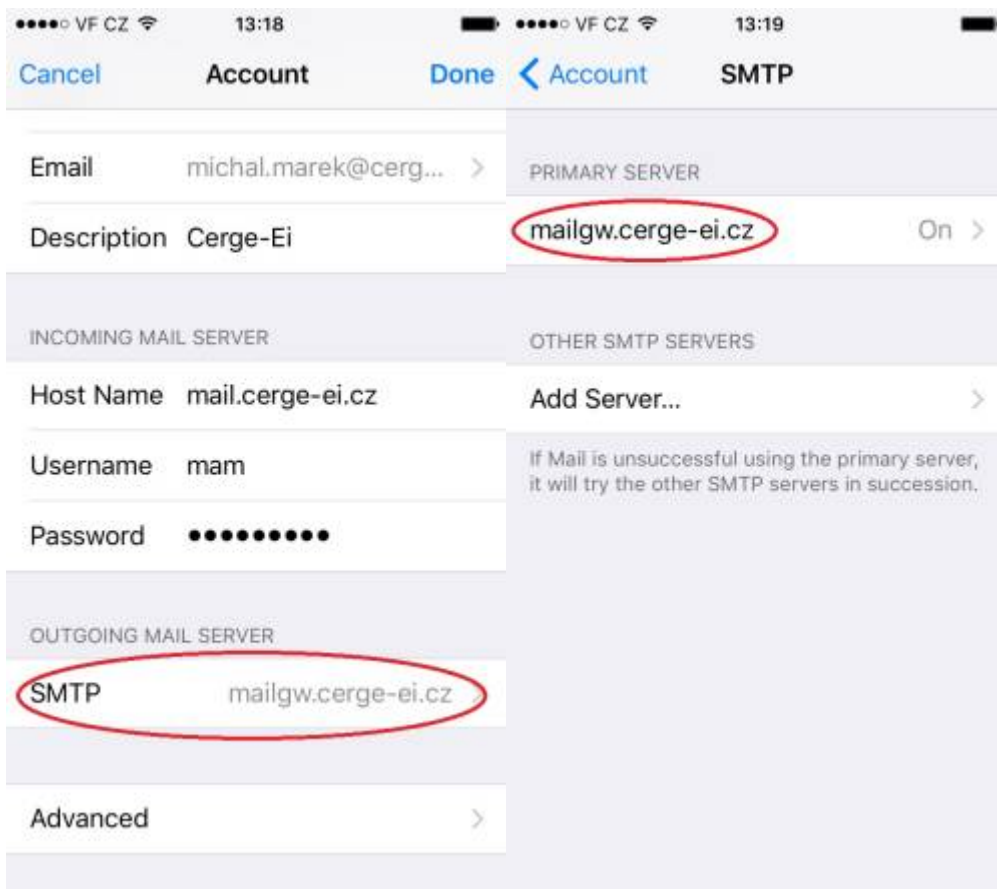 VF CZ 13:18
Cancel Account Done
Email michal.marek@cerg...
Description Cerge-Ei
INCOMING MAIL SERVER
Host Name mail.cerge-ei.cz
Username mam
Password •••••••••
OUTGOING MAIL SERVER
SMTP mailgw.cerge-ei.cz
Advanced
VF CZ 13:19
Account SMTP
PRIMARY SERVER
mailgw.cerge-ei.cz On
OTHER SMTP SERVERS
Add Server...
If Mail is unsuccessful using the primary server,
it will try the other SMTP servers in succession.